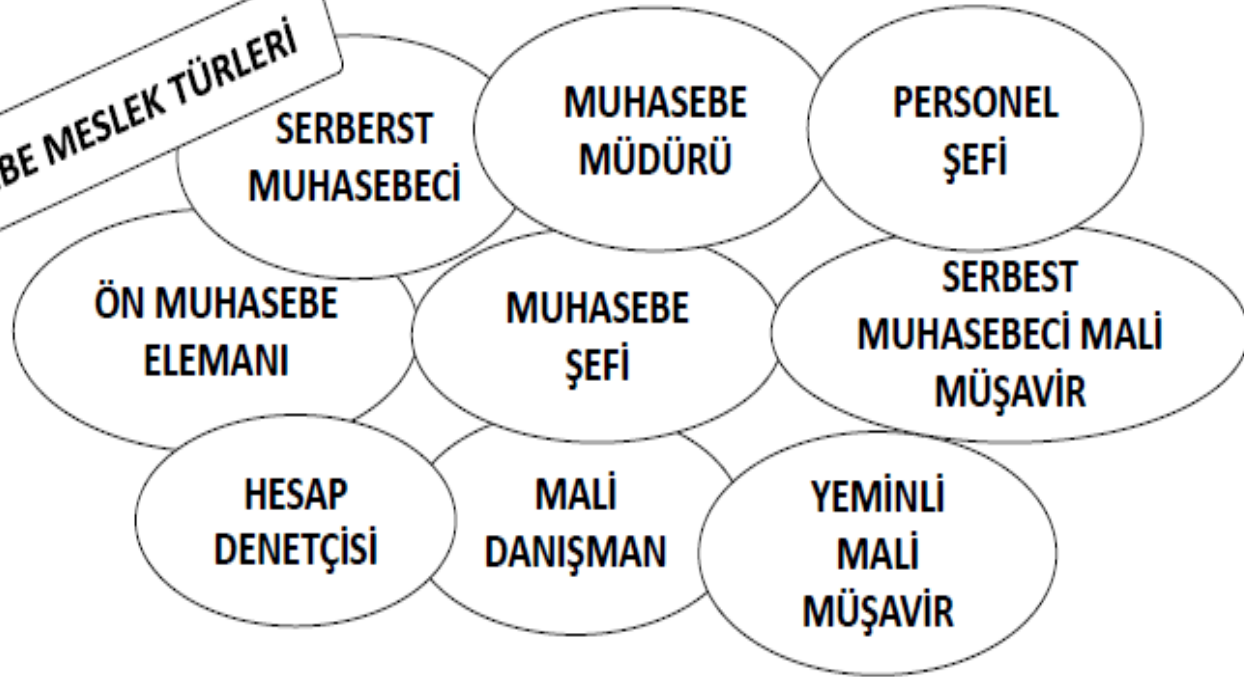 BE MESLEK TÜRLERİ
SERBERST
MUHASEBECİ
MUHASEBE
MÜDÜRÜ
PERSONEL
ŞEFİ
ÖN MUHASEBE
ELEMANI
MUHASEBE
ŞEFİ
SERBEST
MUHASEBECİ MALİ
MÜŞAVİR
HESAP
DENETÇİSİ
MALİ
DANIŞMAN
YEMİNLİ
MALİ
MÜŞAVİR